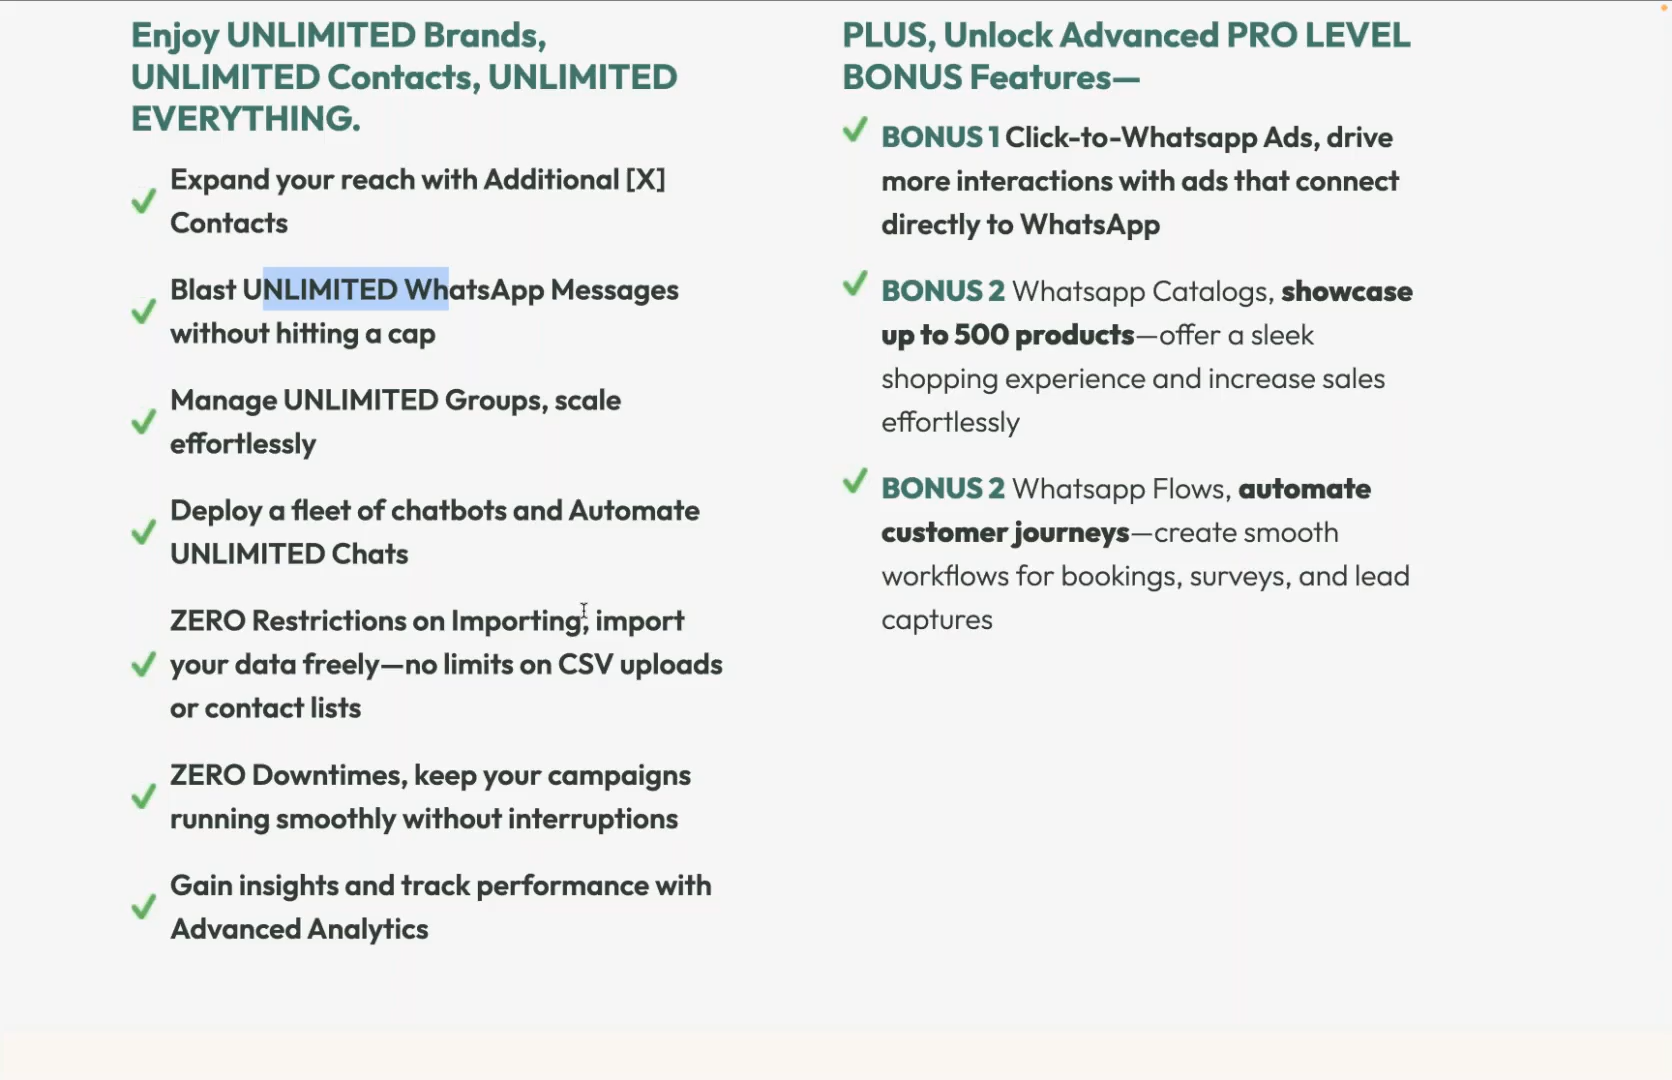 Enjoy UNLIMITED Brands,
UNLIMITED Contacts, UNLIMITED
EVERYTHING.
Expand your reach with Additional [X]
Contacts
Blast UNLIMITED WhatsApp Messages
without hitting a cap
Manage UNLIMITED Groups, scale
effortlessly
Deploy a fleet of chatbots and Automate
UNLIMITED Chats
ZERO Restrictions on Importing, import
your data freely—no limits on CSV uploads
or contact lists
ZERO Downtimes, keep your campaigns
running smoothly without interruptions
Gain insights and track performance with
Advanced Analytics
PLUS, Unlock Advanced PRO LEVEL
BONUS Features—
BONUS 1 Click-to-Whatsapp Ads, drive
more interactions with ads that connect
directly to WhatsApp
BONUS 2 Whatsapp Catalogs, showcase
up to 500 products—offer a sleek
shopping experience and increase sales
effortlessly
BONUS 2 Whatsapp Flows, automate
customer journeys—create smooth
workflows for bookings, surveys, and lead
captures